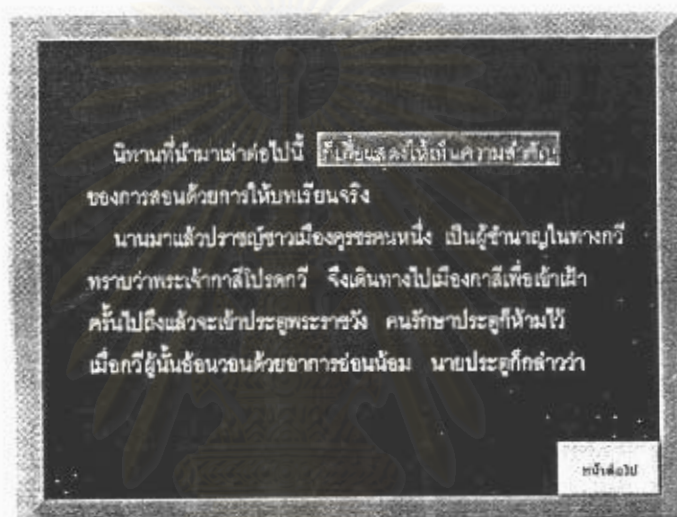 นิทานที่นำมาเล่าต่อไปนี้ ก็เพื่อแสดงให้เห็นความสำคัญ
ของการสอนด้วยการให้บทเรียนจริง
นานมาแล้วปราชญ์ชาวเมืองคูรชรคนหนึ่ง เป็นผู้ชำนาญในทางกวี
ทราบว่าพระเจ้ากาสีโปรดกวี จึงเดินทางไปเมืองกาสีเพื่อเข้าเฝ้า
ครั้นไปถึงแล้วจะเข้าประตูพระราชวัง คนรักษาประตูก็ห้ามไว้
เมื่อกวีผู้นั้นอ้อนวอนด้วยอาการอ่อนน้อม นายประตูก็กล่าวว่า
หน้าต่อไป